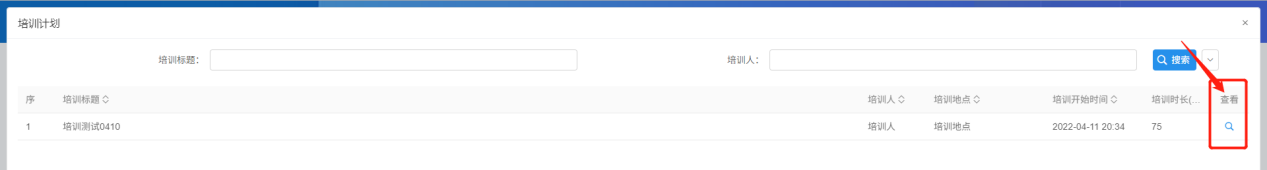 培训计划 ×
培训标题： 培训人： 搜索
序 培训标题 培训人 培训地点 培训开始时间 培训时长(... 查看
1 培训测试0410 培训人 培训地点 2022-04-11 20:34 75